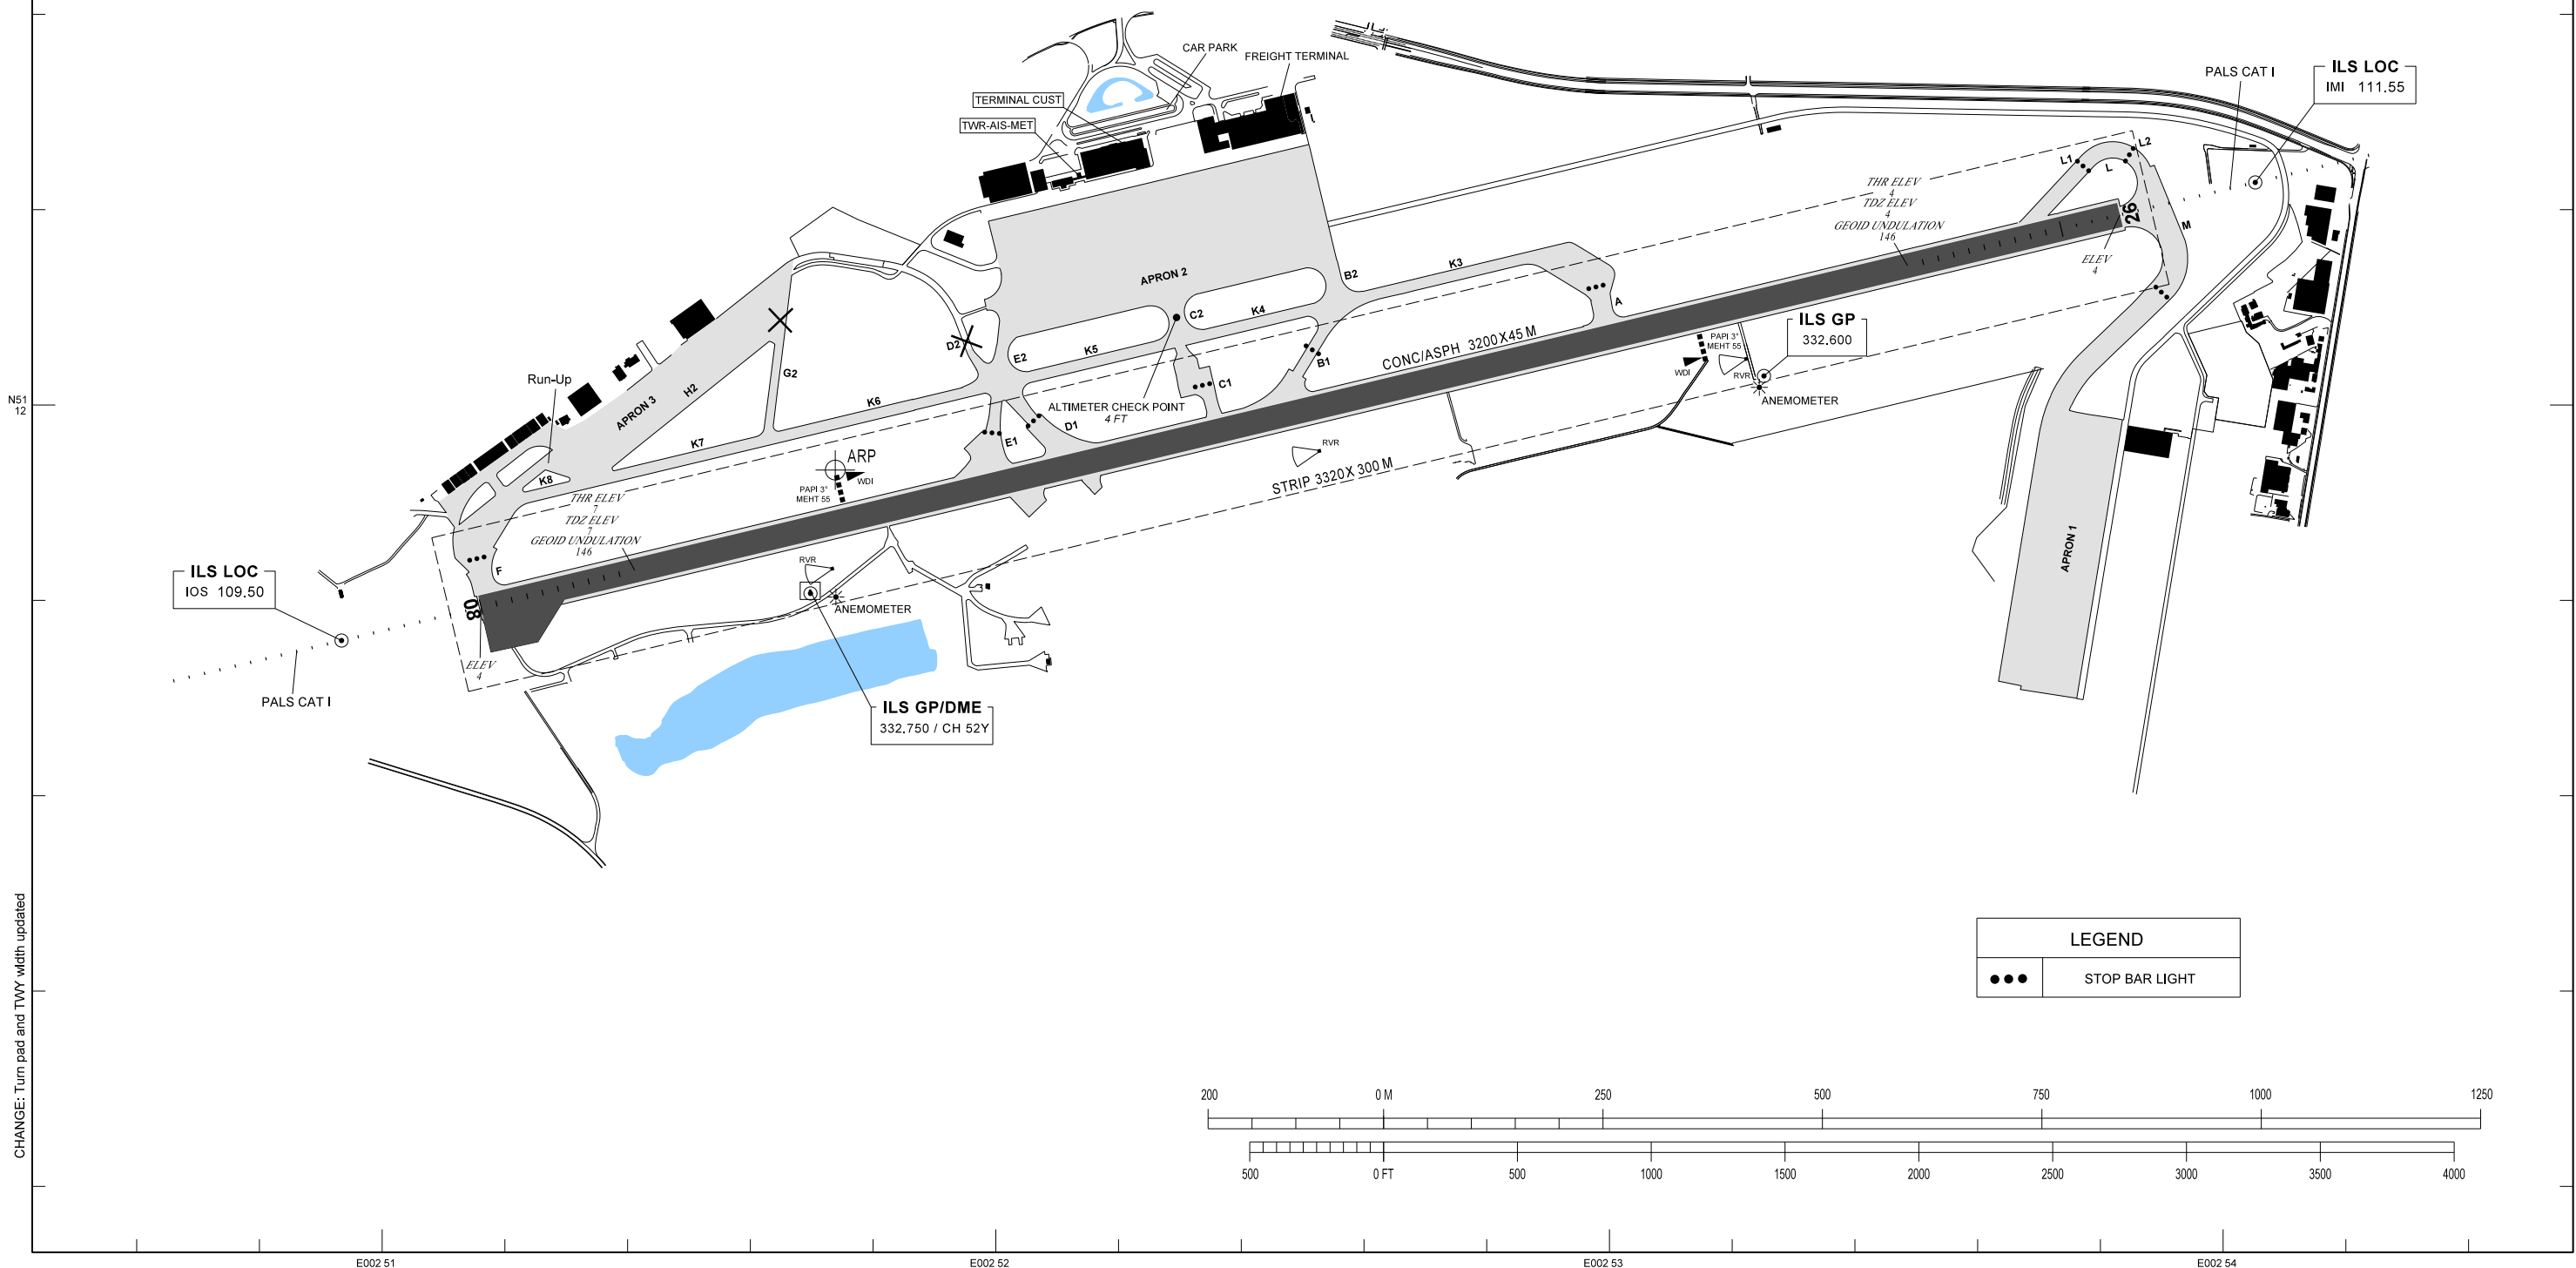 CAR PARK
FREIGHT TERMINAL
TERMINAL CUST
TWR-AIS-MET
PALS CAT I
ILS LOC
IMI 111.55
L1
L2
L
M
26
THR ELEV
4
TDZ ELEV
4
GEOID UNDULATION
146
ELEV
4
APRON 2
B2
K3
A
C2
K4
D2
E2
K5
B1
C1
CONC/ASPH 3200X45 M
PAPI 3°
MEHT 55
WDI
RVR
ILS GP
332.600
ANEMOMETER
N51
12
Run-Up
G2
H2
APRON 3
K6
K7
K8
ALTIMETER CHECK POINT
4 FT
D1
E1
ARP
WDI
PAPI 3°
MEHT 55
RVR
STRIP 3320X300 M
THR ELEV
7
TDZ ELEV
7
GEOID UNDULATION
146
APRON 1
ILS LOC
IOS 109.50
F
08
RVR
ANEMOMETER
ELEV
4
PALS CAT I
ILS GP/DME
332.750 / CH 52Y
CHANGE: Turn pad and TWY width updated
LEGEND
STOP BAR LIGHT
200 0 M 250 500 750 1000 1250
500 0 FT 500 1000 1500 2000 2500 3000 3500 4000
E002 51 E002 52 E002 53 E002 54